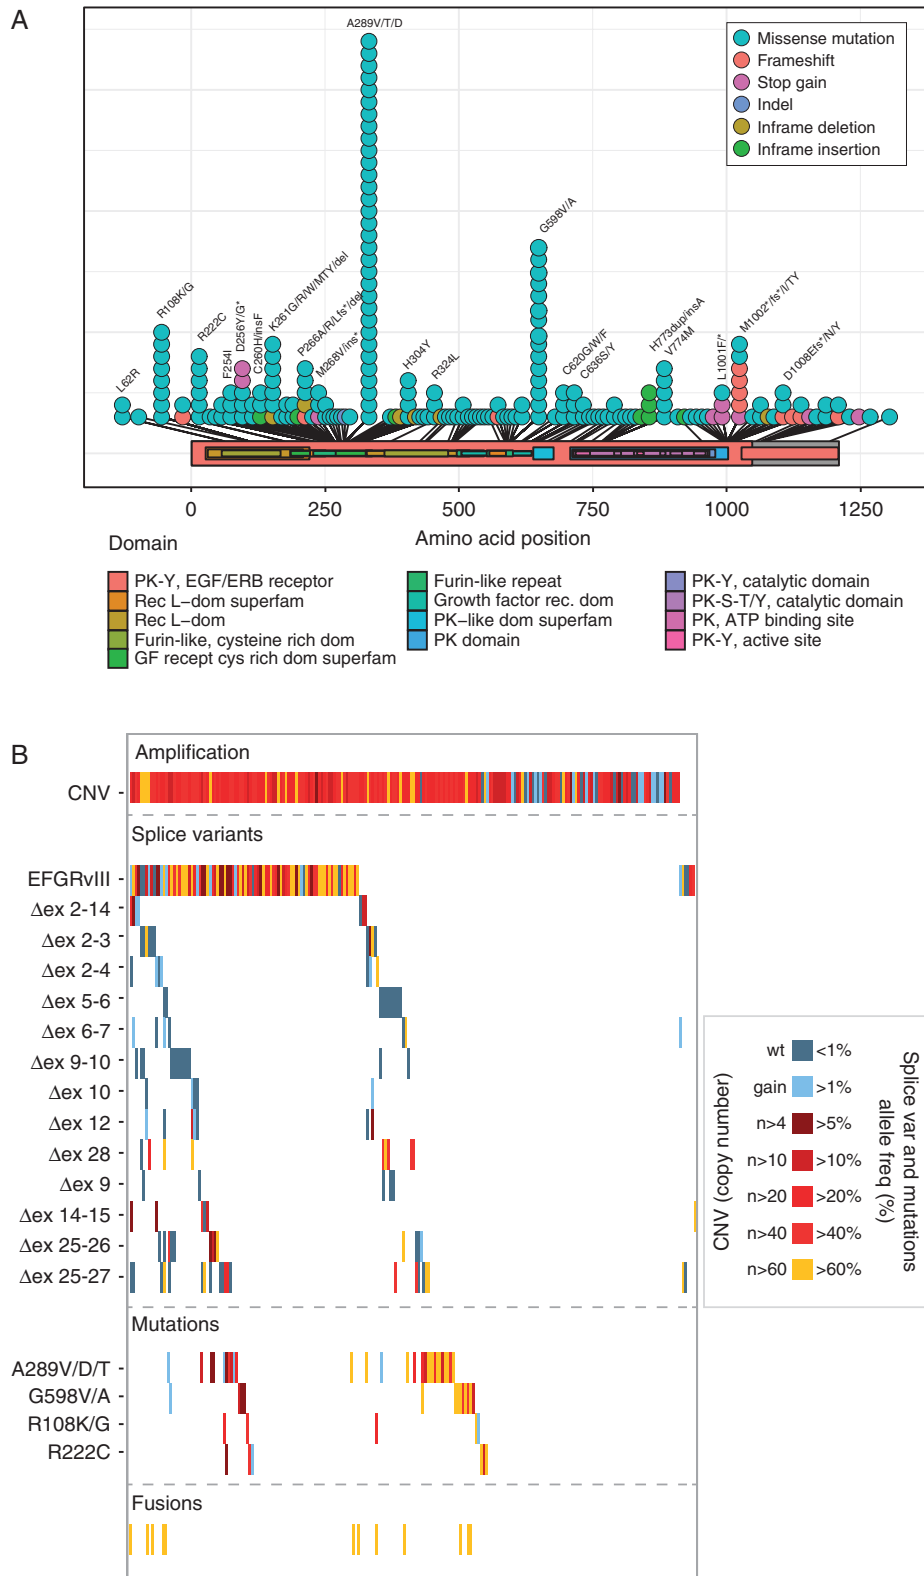 A
A289V/T/D
Missense mutation
Frameshift
Stop gain
Indel
Inframe deletion
Inframe insertion
L62R
R108K/G
R222C
F254I
D256Y/G*
C260H/insF
K261G/R/W/MTY/del
P266A/R/Lfs*/del
M268V/ins*
H304Y
R324L
G598V/A
C620G/W/F
C636S/Y
H773dup/insA
V774M
L1001F/*
M1002*/fs*/I/TY
D1008Efs*/N/Y
0
250
500
750
1000
1250
Amino acid position
Domain
PK-Y, EGF/ERB receptor
Rec L-dom superfam
Rec L-dom
Furin-like, cysteine rich dom
GF recept cys rich dom superfam
Furin-like repeat
Growth factor rec. dom
PK-like dom superfam
PK domain
PK-Y, catalytic domain
PK-S-T/Y, catalytic domain
PK, ATP binding site
PK-Y, active site
B
Amplification
CNV
Splice variants
EFGRvIII
Δex 2-14
Δex 2-3
Δex 2-4
Δex 5-6
Δex 6-7
Δex 9-10
Δex 10
Δex 12
Δex 28
Δex 9
Δex 14-15
Δex 25-26
Δex 25-27
Mutations
A289V/D/T
G598V/A
R108K/G
R222C
Fusions
CNV (copy number)
wt <1%
gain >1%
n>4 >5%
n>10 >10%
n>20 >20%
n>40 >40%
n>60 >60%
Splice var and mutations
allele freq (%)